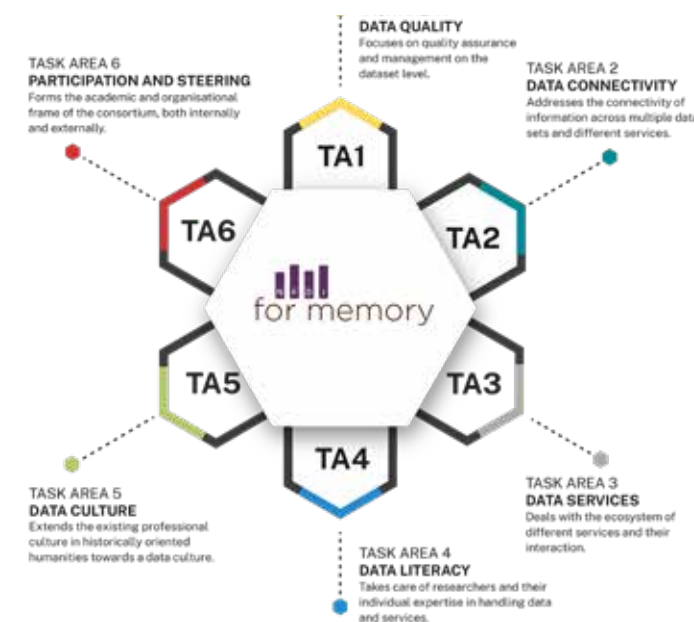 DATA QUALITY
Focuses on quality assurance
and management on the
dataset level.
TASK AREA 6
PARTICIPATION AND STEERING
Forms the academic and organisational
frame of the consortium, both internally
and externally.
TASK AREA 2
DATA CONNECTIVITY
Addresses the connectivity of
information across multiple data
sets and different services.
TA1
TA6
TA2
NFDI
for memory
TA5
TA3
TA4
TASK AREA 5
DATA CULTURE
Extends the existing professional
culture in historically oriented
humanities towards a data culture.
TASK AREA 3
DATA SERVICES
Deals with the ecosystem of
different services and their
interaction.
TASK AREA 4
DATA LITERACY
Takes care of researchers and their
individual expertise in handling data
and services.